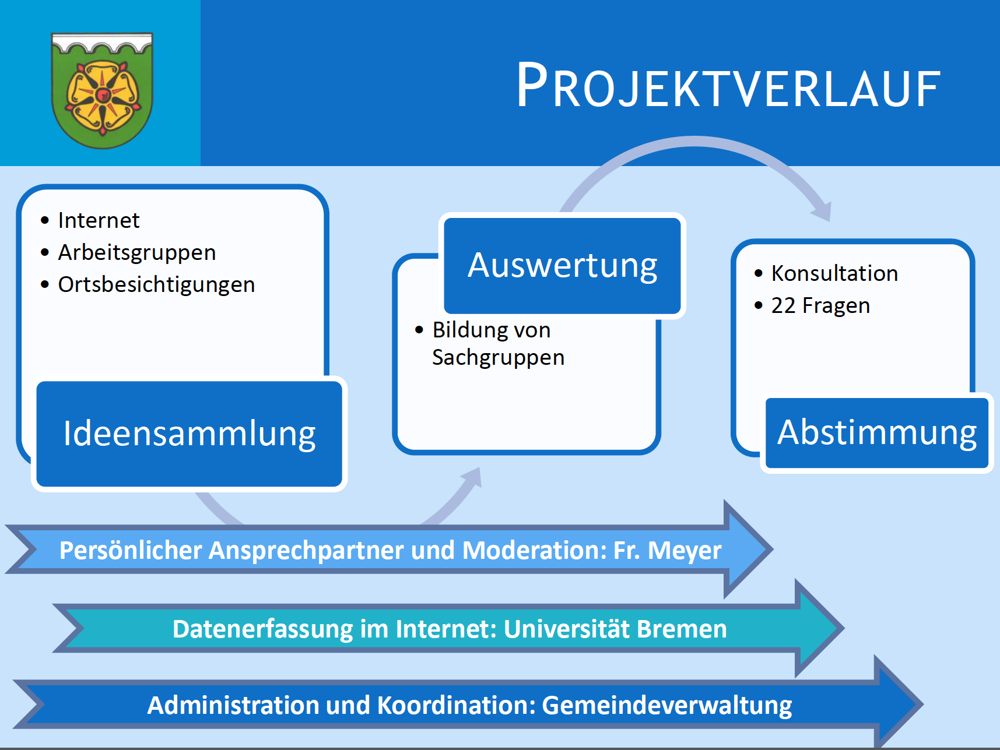 PROJEKTVERLAUF
• Internet
• Arbeitsgruppen
• Ortsbesichtigungen
Ideensammlung
Auswertung
• Bildung von
Sachgruppen
• Konsultation
• 22 Fragen
Abstimmung
Persönlicher Ansprechpartner und Moderation: Fr. Meyer
Datenerfassung im Internet: Universität Bremen
Administration und Koordination: Gemeindeverwaltung